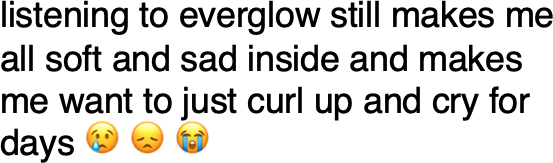 listening to everglow still makes me
all soft and sad inside and makes
me want to just curl up and cry for
days 😢 😞 😭